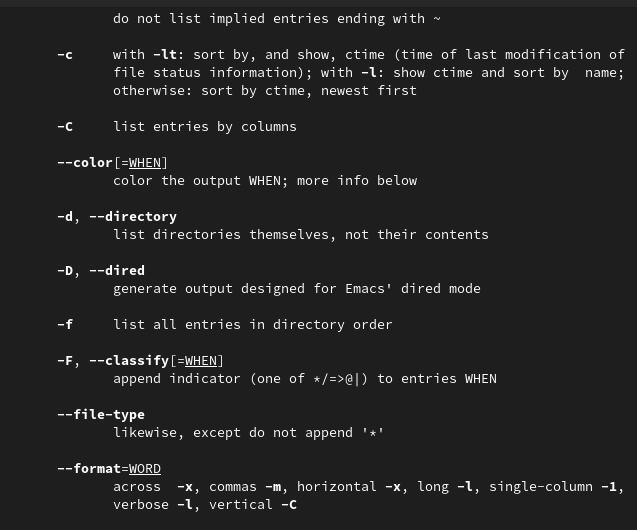 do not list implied entries ending with ~
-c with -lt: sort by, and show, ctime (time of last modification of
file status information); with -l: show ctime and sort by  name;
otherwise: sort by ctime, newest first
-C list entries by columns
--color[=WHEN]
color the output WHEN; more info below
-d, --directory
list directories themselves, not their contents
-D, --dired
generate output designed for Emacs' dired mode
-f list all entries in directory order
-F, --classify[=WHEN]
append indicator (one of */=>@|) to entries WHEN
--file-type
likewise, except do not append '*'
--format=WORD
across  -x, commas -m, horizontal -x, long -l, single-column -1,
verbose -l, vertical -C